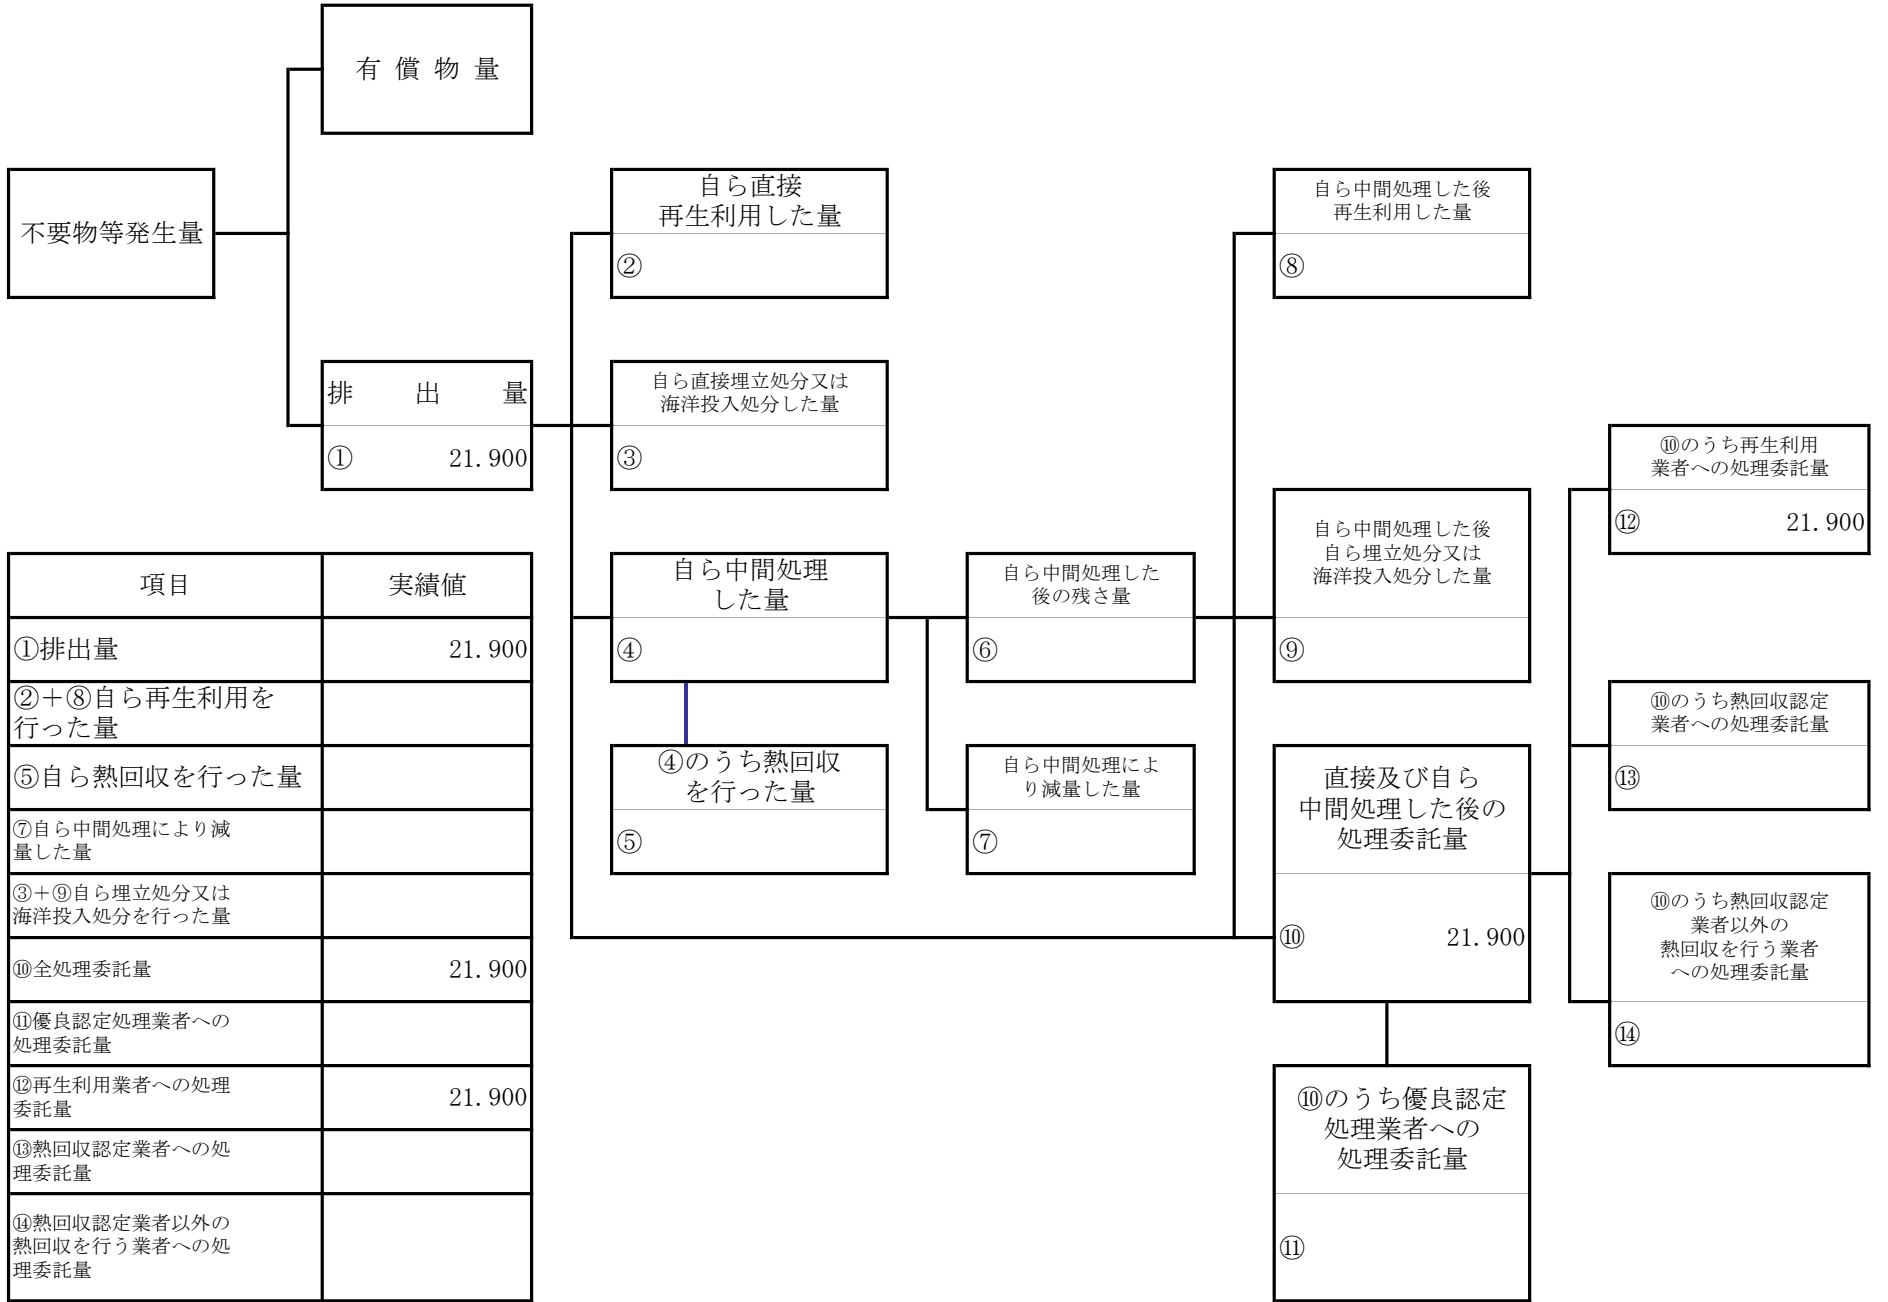 有 償 物 量
不要物等発生量
自ら直接
再生利用した量
②
自ら中間処理した後
再生利用した量
⑧
排 出 量
① 21.900
自ら直接埋立処分又は
海洋投入処分した量
③
⑩のうち再生利用
業者への処理委託量
⑫ 21.900
自ら中間処理した後
自ら埋立処分又は
海洋投入処分した量
⑨
自ら中間処理
した量
④
自ら中間処理した
後の残さ量
⑥
⑩のうち熱回収認定
業者への処理委託量
⑬
④のうち熱回収
を行った量
⑤
自ら中間処理によ
り減量した量
⑦
直接及び自ら
中間処理した後の
処理委託量
⑩ 21.900
⑩のうち熱回収認定
業者以外の
熱回収を行う業者
への処理委託量
⑭
⑩のうち優良認定
処理業者への
処理委託量
⑪
項目 実績値
①排出量 21.900
②＋⑧自ら再生利用を
行った量
⑤自ら熱回収を行った量
⑦自ら中間処理により減
量した量
③＋⑨自ら埋立処分又は
海洋投入処分を行った量
⑩全処理委託量 21.900
⑪優良認定処理業者への
処理委託量
⑫再生利用業者への処理
委託量 21.900
⑬熱回収認定業者への処
理委託量
⑭熱回収認定業者以外の
熱回収を行う業者への処
理委託量